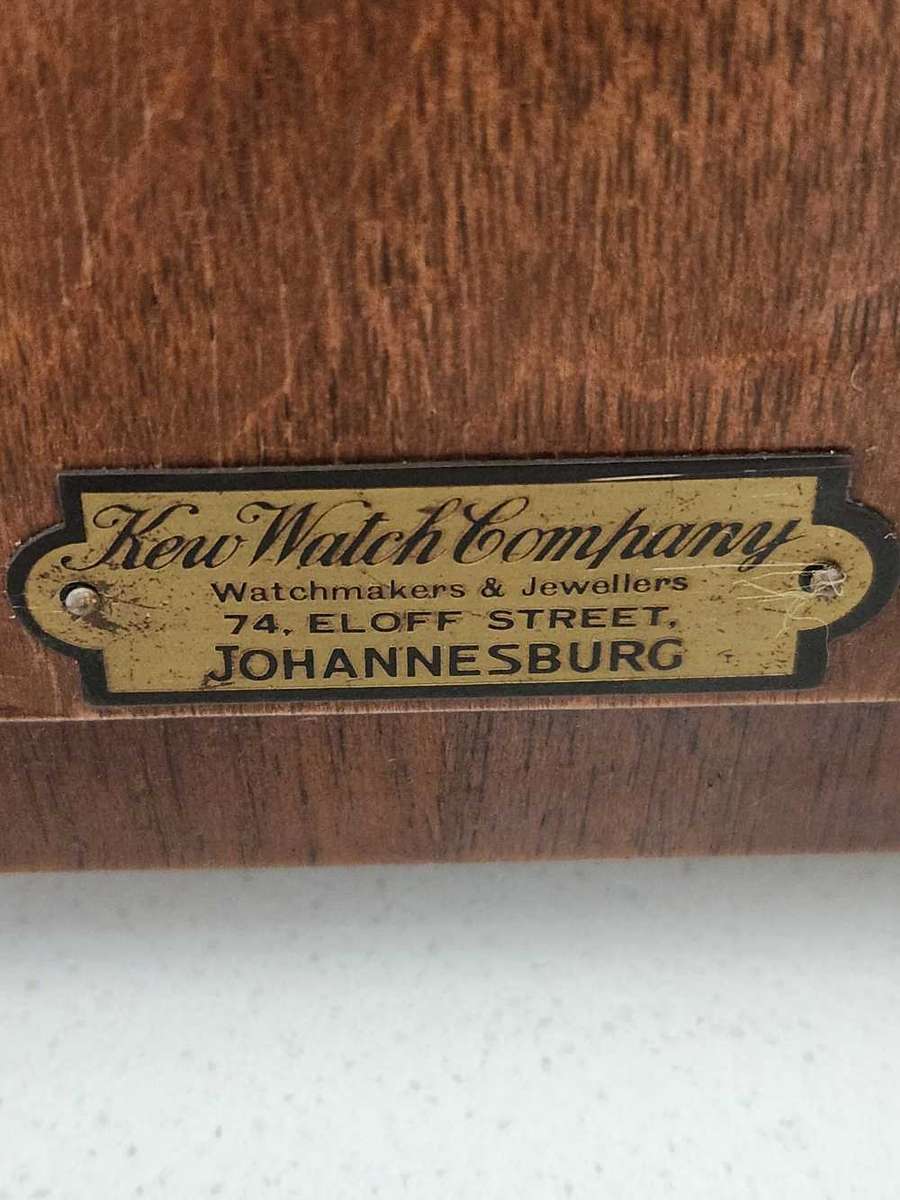 Kew Watch Company
Watchmakers & Jewellers
74, ELOFF STREET,
JOHANNESBURG